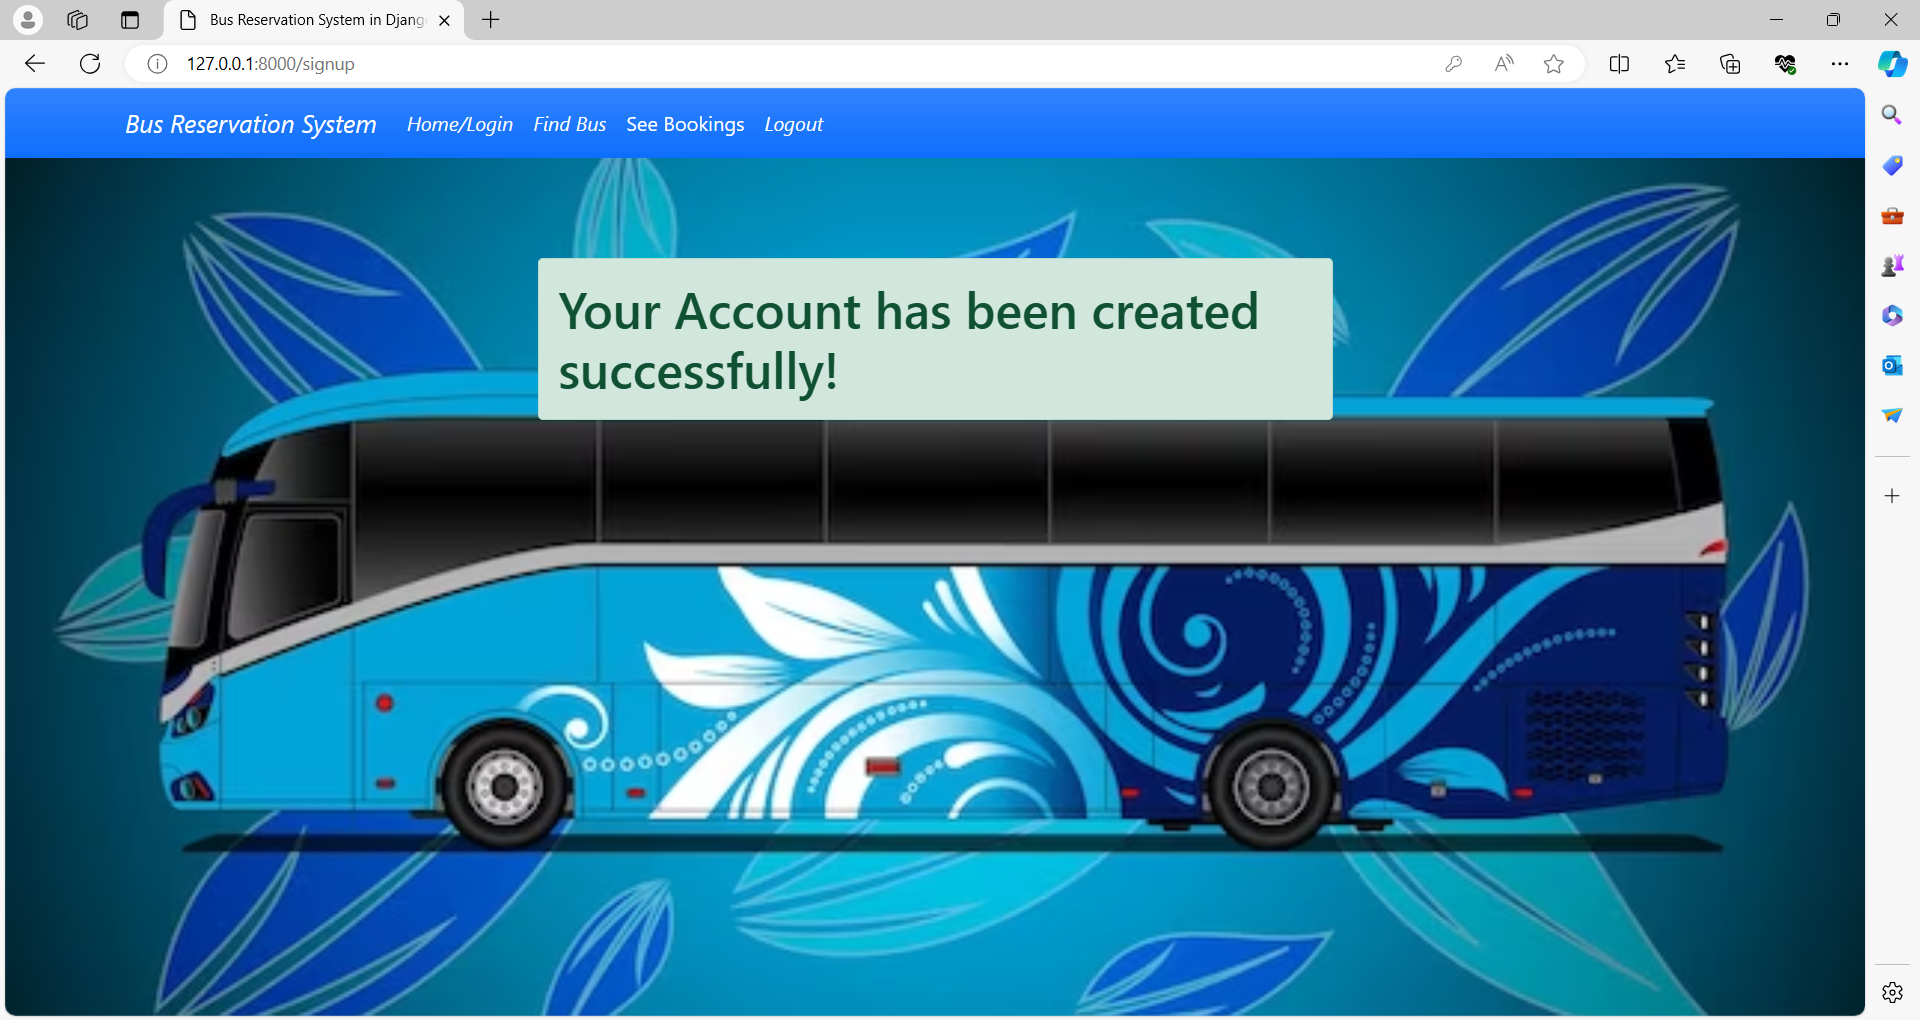 Bus Reservation System in Djang
127.0.0.1:8000/signup
Bus Reservation System Home/Login Find Bus See Bookings Logout
Your Account has been created
successfully!